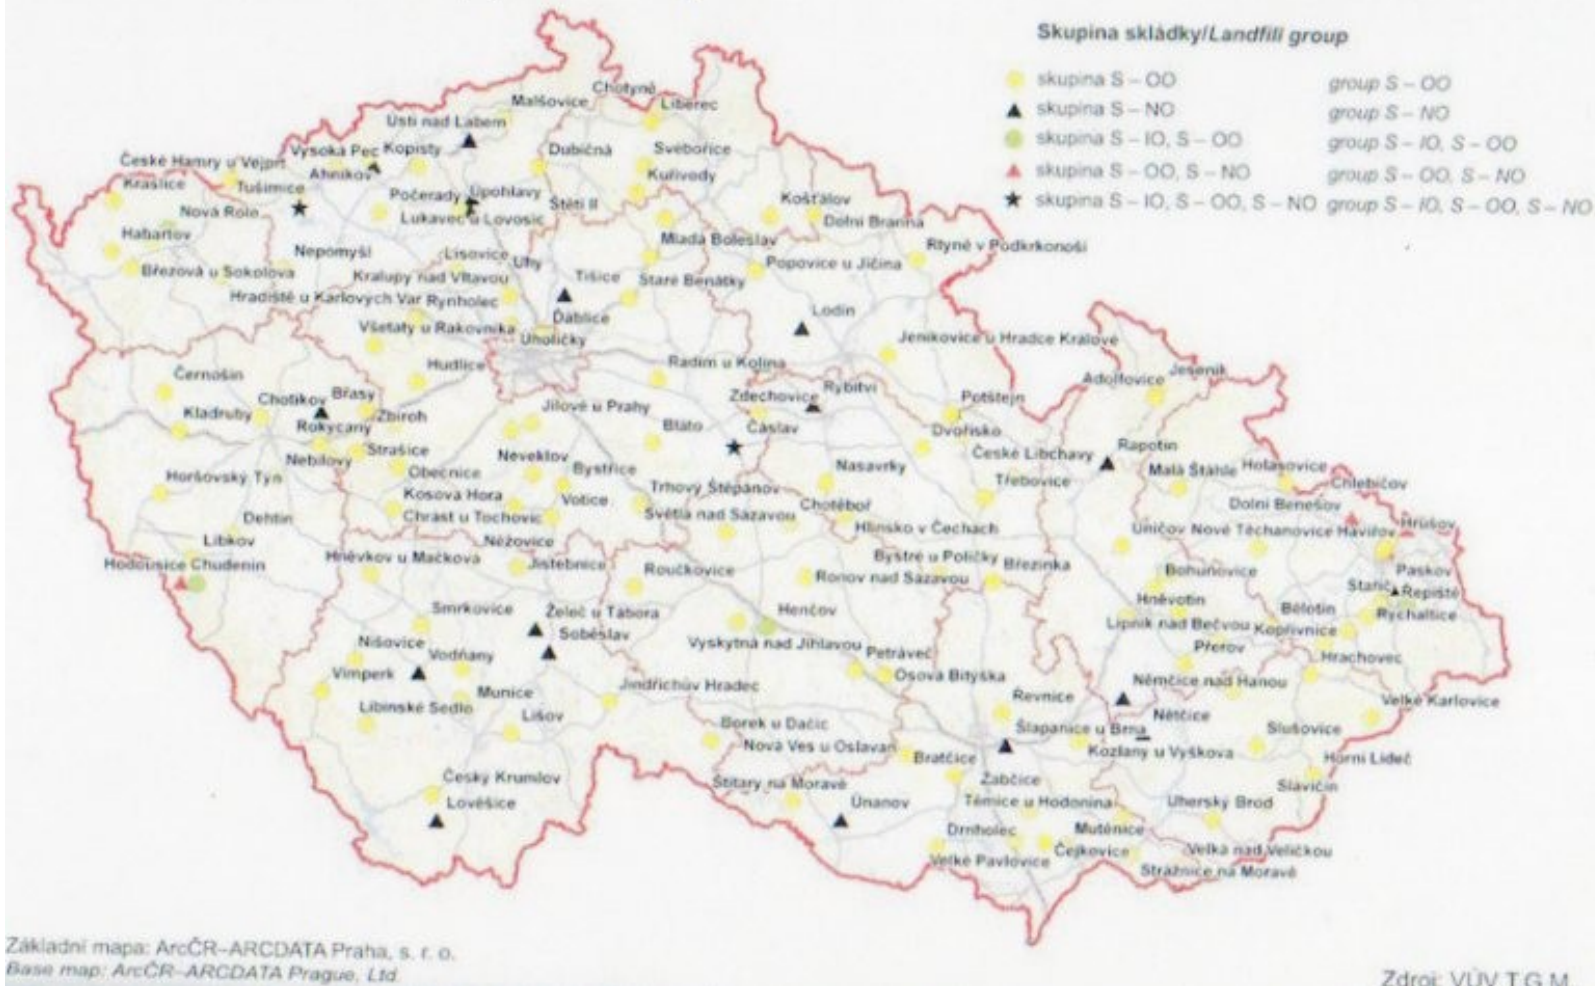 Skupina skládky/Landfill group
skupina S – OO group S – OO
skupina S – NO group S – NO
skupina S – IO, S – OO group S – IO, S – OO
skupina S – OO, S – NO group S – OO, S – NO
skupina S – IO, S – OO, S – NO group S – IO, S – OO, S – NO
Chotyně
Malšovice
Liberec
Ústí nad Labem
Vysoká Pec
Kopisty
Dubičná
Svebořice
České Hamry u Vejprt
Ahníkov
Kuřivody
Kraslice
Tušimice
Počerady
Úpohlavy
Štětí II
Košťálov
Nová Role
Lukavec u Lovosic
Dolní Branná
Habartov
Mladá Boleslav
Rtyně v Podkrkonoší
Nepomyšl
Lisovice
Uhy
Popovice u Jičína
Březová u Sokolova
Kralupy nad Vltavou
Tišice
Staré Benátky
Hradiště u Karlovych Var
Rynholec
Ďáblice
Lodín
Všetaty u Rakovníka
Úholičky
Jeníkovice u Hradce Králové
Hudlice
Radim u Kolína
Černošín
Adolfovice
Jeseník
Chotíkov
Břasy
Zdechovice
Rybitví
Potštejn
Kladruby
Zbiroh
Jílové u Prahy
Rokycany
Bláto
Čáslav
Dvořisko
Strašice
Neveklov
České Libchavy
Rapotín
Nebílovy
Obecnice
Bystřice
Nasavrky
Malá Štáhle
Holasovice
Horšovský Týn
Kosova Hora
Votice
Trhový Štěpánov
Třebovice
Chlebičov
Chrást u Tochovic
Světlá nad Sázavou
Chotěboř
Dolní Benešov
Dehtín
Hlinsko v Čechách
Uničov
Nové Těchanovice
Havířov
Hrušov
Libkov
Nežovice
Hněvkov u Mačkova
Jistebnice
Roučkovice
Bystré u Poličky
Březinka
Hodousice
Chudenín
Ronov nad Sázavou
Bohuňovice
Paskov
Staříč
Řepiště
Smrkovice
Želeč u Tábora
Henčov
Hněvotín
Bělotín
Rychaltice
Soběslav
Lipník nad Bečvou
Kopřivnice
Nišovice
Vyskytná nad Jihlavou
Přerov
Hrachovec
Vodňany
Petráveč
Vimperk
Osová Bítýška
Němčice nad Hanou
Munice
Jindřichův Hradec
Řevnice
Velké Karlovice
Libínské Sedlo
Lišov
Borek u Dačic
Šlapanice u Brna
Nětčice
Slušovice
Nová Ves u Oslavan
Bratčice
Kozlany u Vyškova
Horní Lideč
Český Krumlov
Štítary na Moravě
Žabčice
Slavičín
Lověšice
Únanov
Těmice u Hodonína
Uherský Brod
Drnholec
Mutěnice
Velké Pavlovice
Čejkovice
Velká nad Veličkou
Strážnice na Moravě
Základní mapa: ArcČR–ARCDATA Praha, s. r. o.
Base map: ArcČR–ARCDATA Prague, Ltd.
Zdroj: VÚV T.G.M.